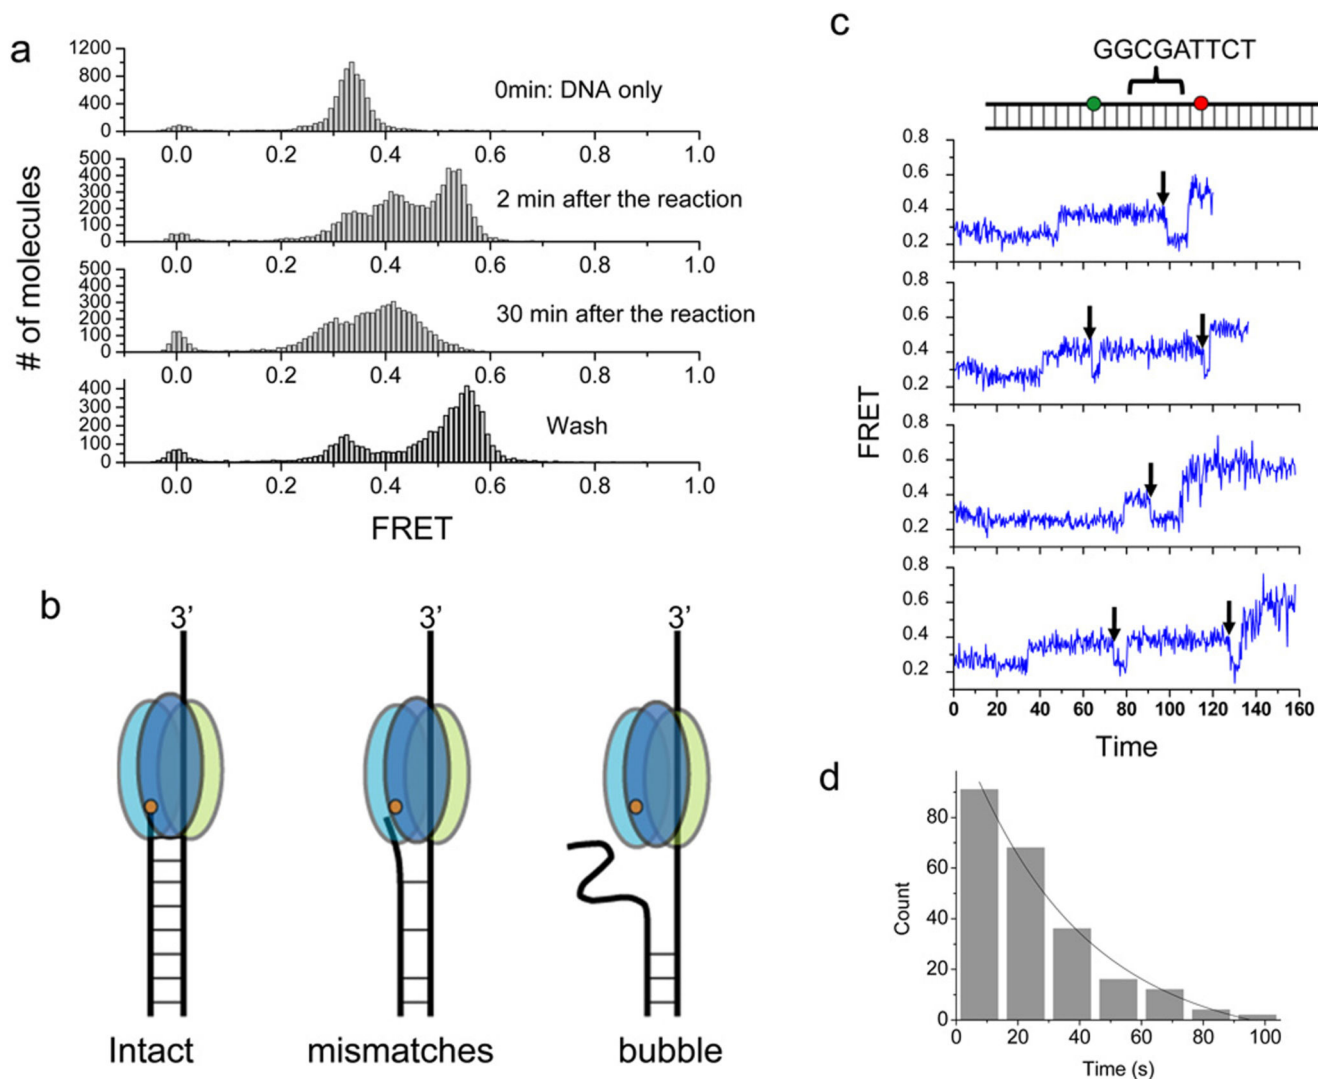 a
# of molecules
1200
800
400
0
0min: DNA only
0.0 0.2 0.4 0.6 0.8 1.0
500
400
300
200
100
0
2 min after the reaction
0.0 0.2 0.4 0.6 0.8 1.0
500
400
300
200
100
0
30 min after the reaction
0.0 0.2 0.4 0.6 0.8 1.0
400
300
200
100
0
Wash
0.0 0.2 0.4 0.6 0.8 1.0
FRET
b
3’ 3’ 3’
Intact mismatches bubble
c
GGCGATTCT
FRET
0.8
0.6
0.4
0.2
0.8
0.6
0.4
0.2
0.8
0.6
0.4
0.2
0.8
0.6
0.4
0.2
0 20 40 60 80 100 120 140 160
Time
d
Count
80
60
40
20
0
0 20 40 60 80 100
Time (s)